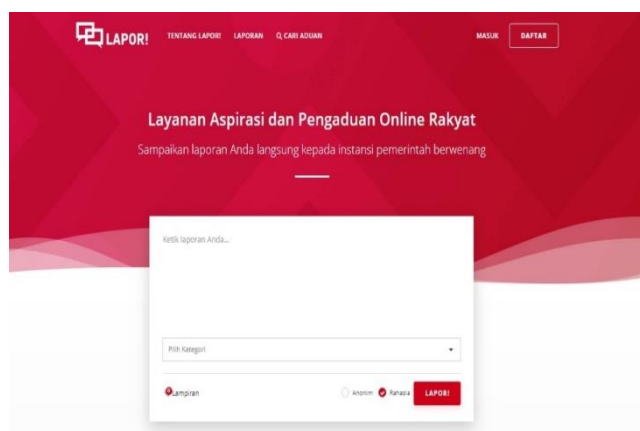 LAPOR!
TENTANG LAPOR! LAPORAN CARI ADUAN
MASUK DAFTAR
Layanan Aspirasi dan Pengaduan Online Rakyat
Sampaikan laporan Anda langsung kepada instansi pemerintah berwenang
Ketik laporan Anda...
Pilih Kategori
Lampiran
Anonim Rahasia LAPOR!